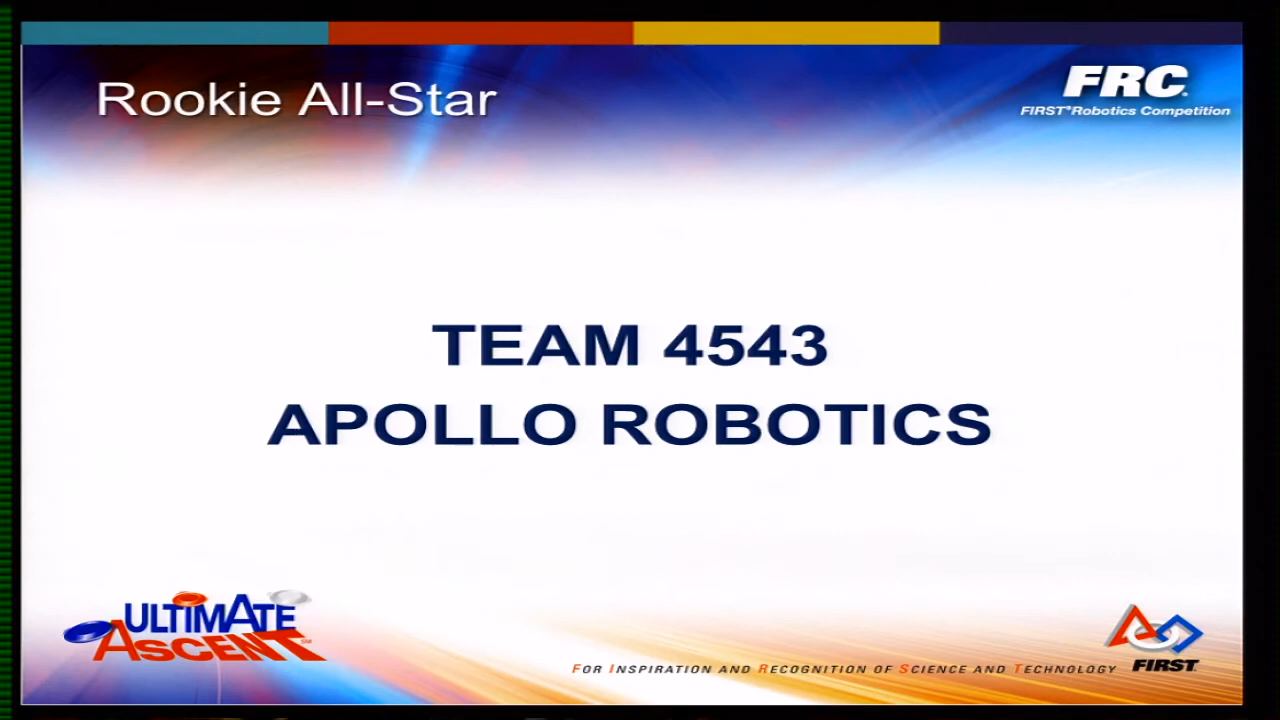 Rookie All-Star
FRC
FIRST® Robotics Competition
TEAM 4543
APOLLO ROBOTICS
ULTIMATE
ASCENT℠
FOR INSPIRATION AND RECOGNITION OF SCIENCE AND TECHNOLOGY
FIRST